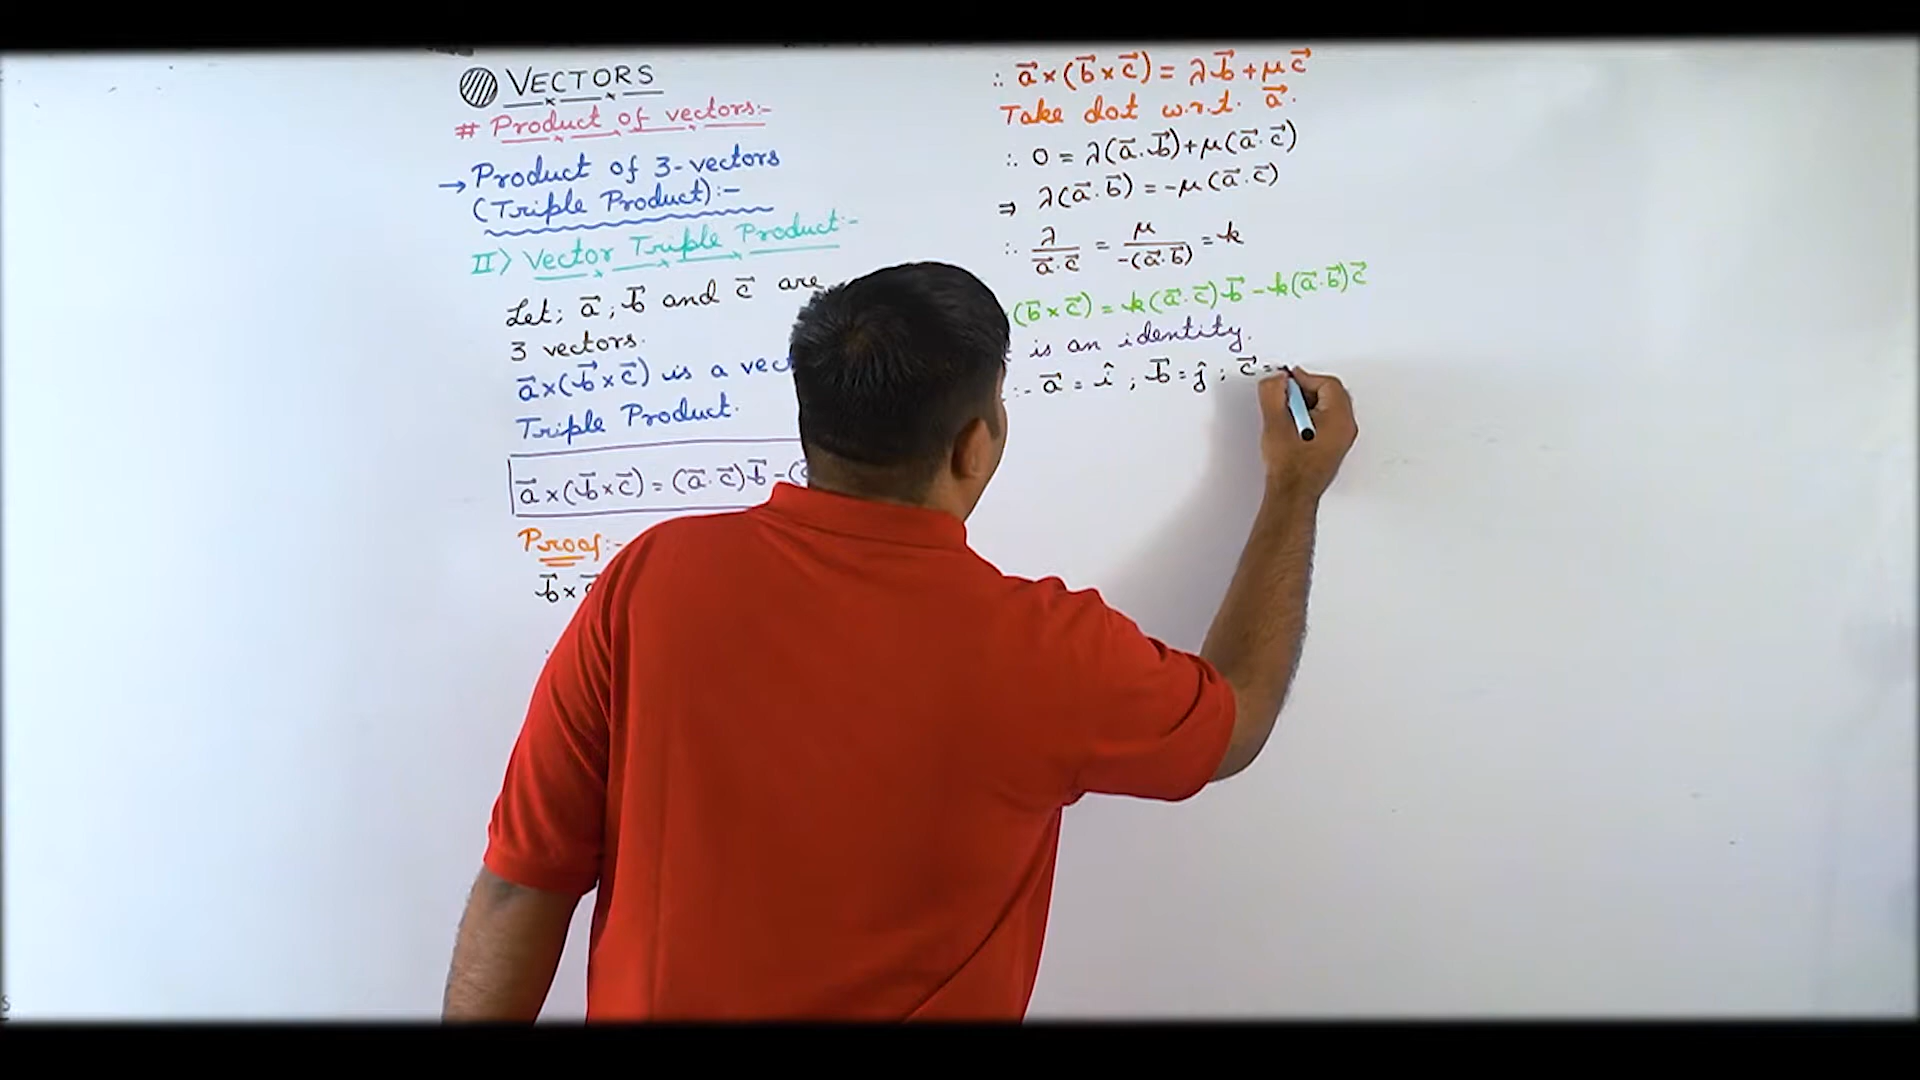 VECTORS
# Product of vectors:-
→ Product of 3-vectors
(Triple Product):-
II) Vector Triple Product:-
Let; a⃗, b⃗ and c⃗ are
3 vectors.
a⃗×(b⃗×c⃗) is a
Triple Product.
a⃗×(b⃗×c⃗) = (a⃗·c⃗)b⃗ -(
Proof:-
b⃗×
∴ a⃗×(b⃗×c⃗) = λb⃗+μc⃗
Take dot w.r.t. a⃗.
∴ 0 = λ(a⃗·b⃗)+μ(a⃗·c⃗)
⇒ λ(a⃗·b⃗) = -μ(a⃗·c⃗)
∴ λ/(a⃗·c⃗) = μ/-(a⃗·b⃗) = k
(b⃗×c⃗) = k(a⃗·c⃗)b⃗ - k(a⃗·b⃗)c⃗
is an identity.
:- a⃗ = î ; b⃗ = ĵ ; c⃗ =